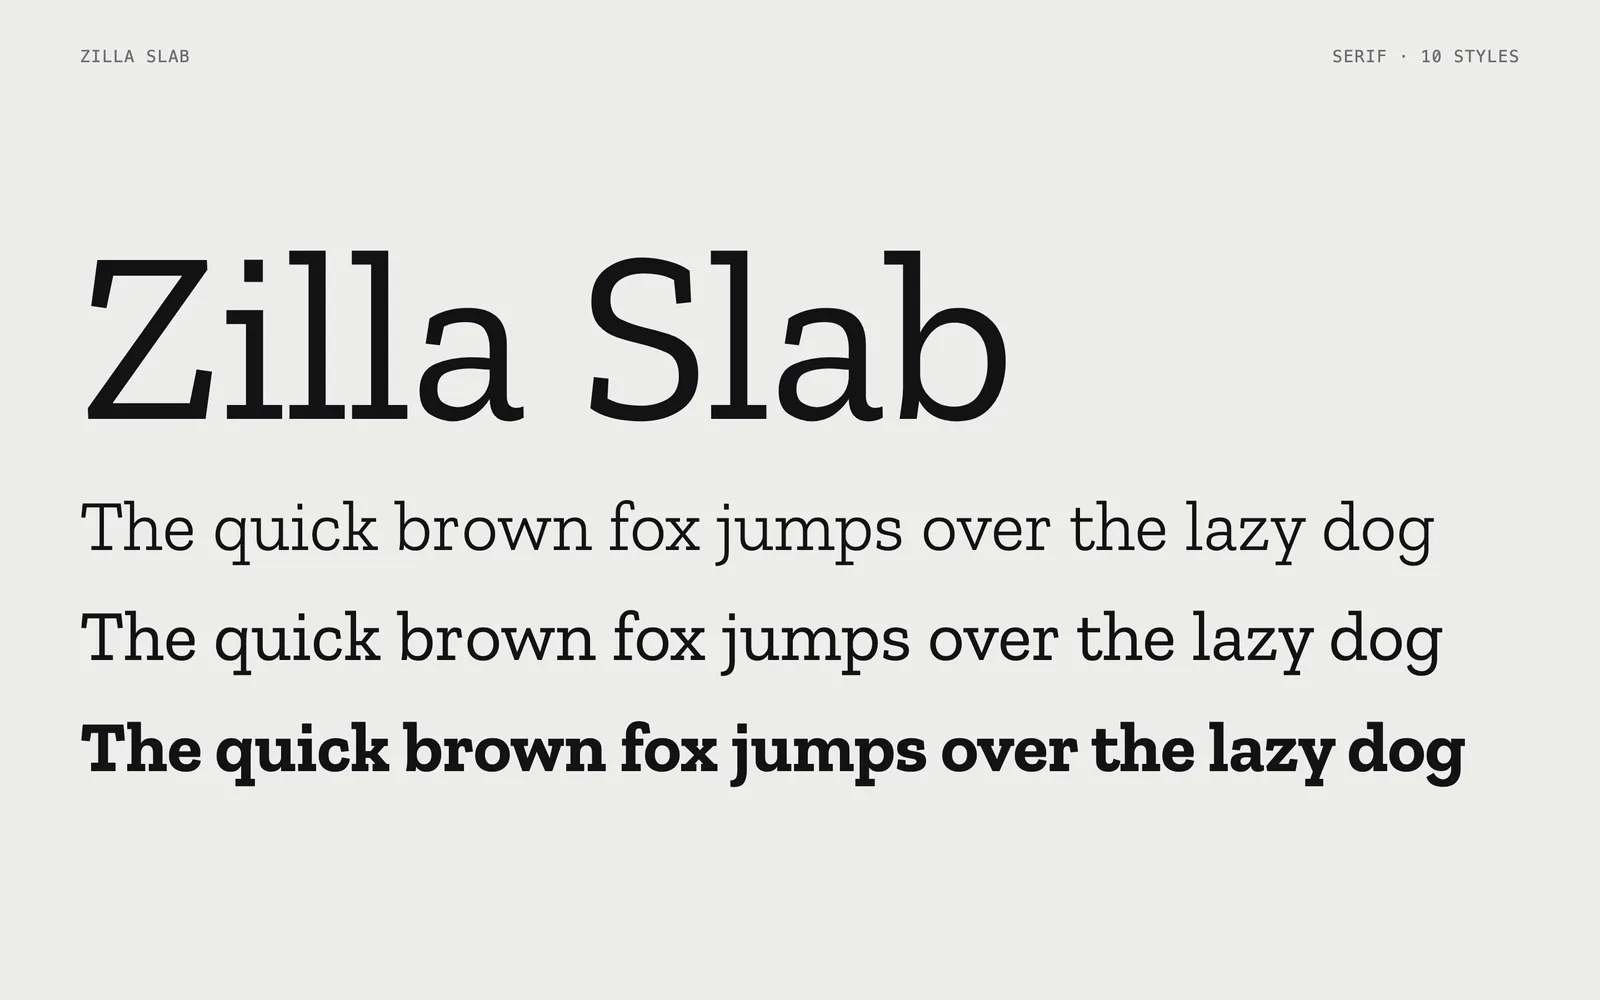 ZILLA SLAB
SERIF · 10 STYLES
Zilla Slab
The quick brown fox jumps over the lazy dog
The quick brown fox jumps over the lazy dog
The quick brown fox jumps over the lazy dog